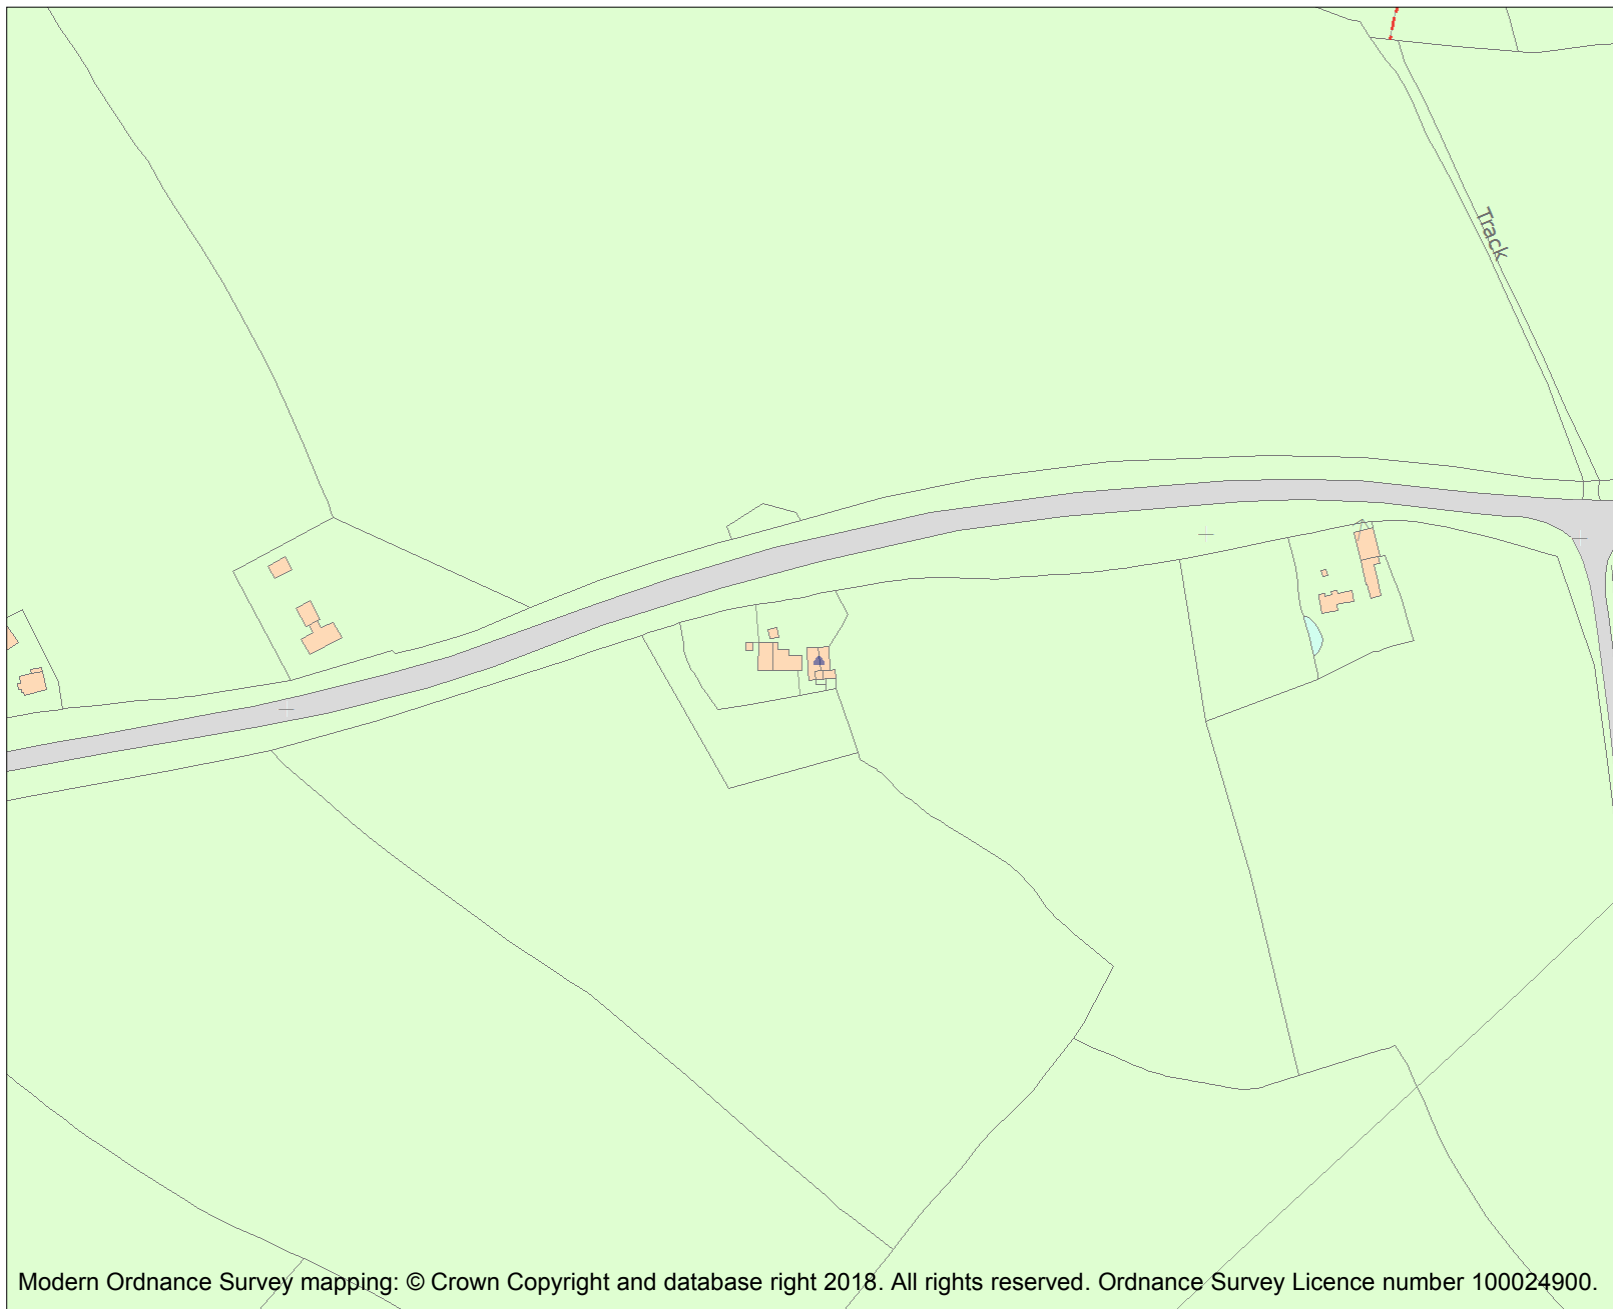 Track
Modern Ordnance Survey mapping: © Crown Copyright and database right 2018. All rights reserved. Ordnance Survey Licence number 100024900.